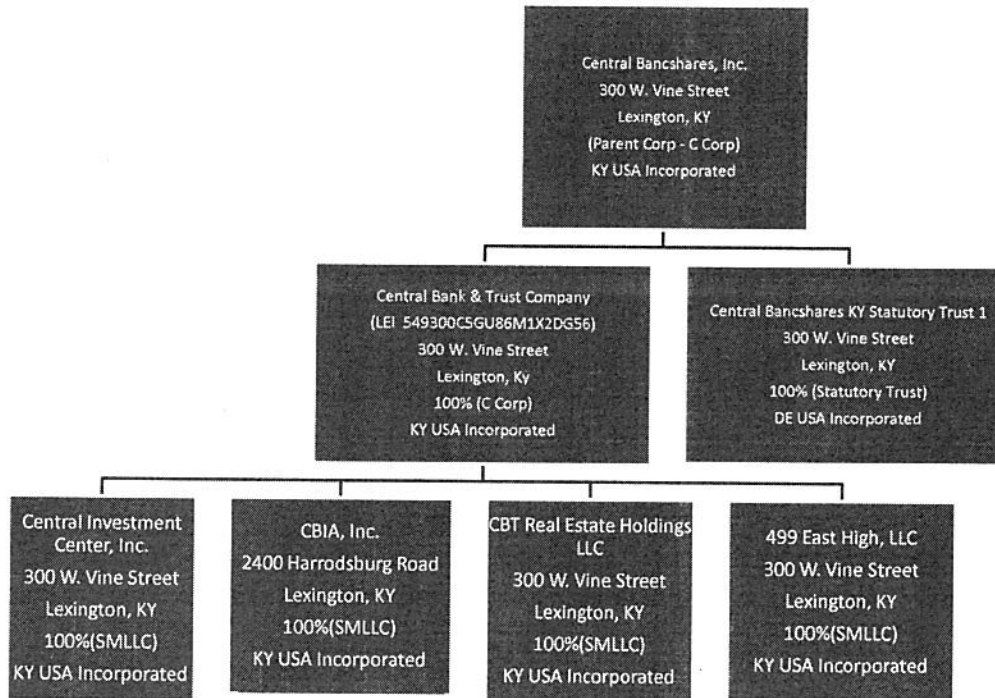 Central Bancshares, Inc.
300 W. Vine Street
Lexington, KY
(Parent Corp - C Corp)
KY USA Incorporated
Central Bank & Trust Company
(LEI 549300C5GU86M1X2DG56)
300 W. Vine Street
Lexington, Ky
100% (C Corp)
KY USA Incorporated
Central Bancshares KY Statutory Trust 1
300 W. Vine Street
Lexington, KY
100% (Statutory Trust)
DE USA Incorporated
Central Investment
Center, Inc.
300 W. Vine Street
Lexington, KY
100%(SMLLC)
KY USA Incorporated
CBIA, Inc.
2400 Harrodsburg Road
Lexington, KY
100%(SMLLC)
KY USA Incorporated
CBT Real Estate Holdings
LLC
300 W. Vine Street
Lexington, KY
100%(SMLLC)
KY USA Incorporated
499 East High, LLC
300 W. Vine Street
Lexington, KY
100%(SMLLC)
KY USA Incorporated